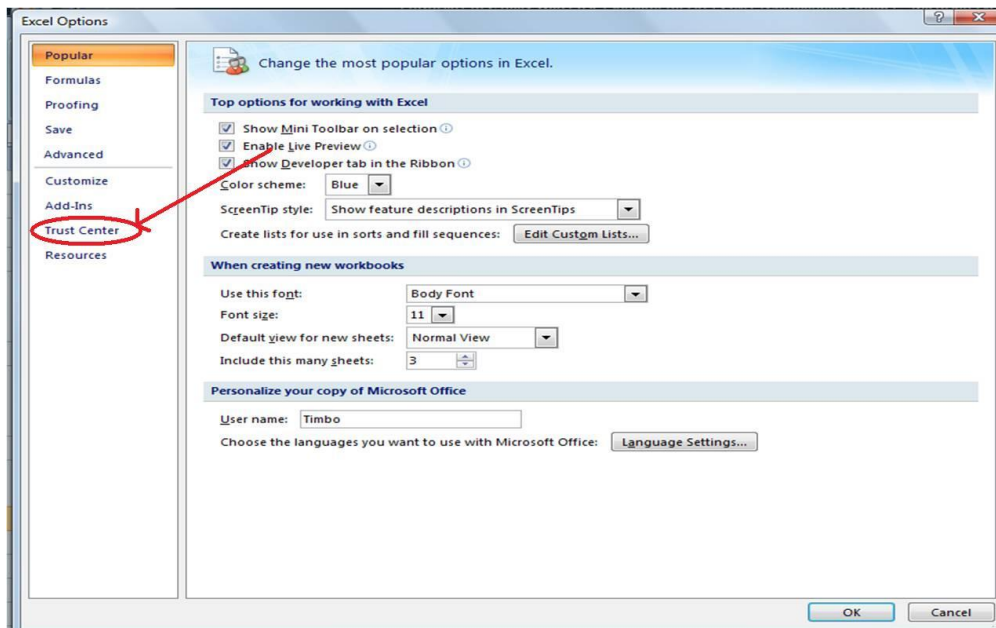 Excel Options
Popular
Formulas
Proofing
Save
Advanced
Customize
Add-Ins
Trust Center
Resources
Change the most popular options in Excel.
Top options for working with Excel
Show Mini Toolbar on selection
Enable Live Preview
Show Developer tab in the Ribbon
Color scheme: Blue
ScreenTip style: Show feature descriptions in ScreenTips
Create lists for use in sorts and fill sequences: Edit Custom Lists...
When creating new workbooks
Use this font: Body Font
Font size: 11
Default view for new sheets: Normal View
Include this many sheets: 3
Personalize your copy of Microsoft Office
User name: Timbo
Choose the languages you want to use with Microsoft Office: Language Settings...
OK Cancel